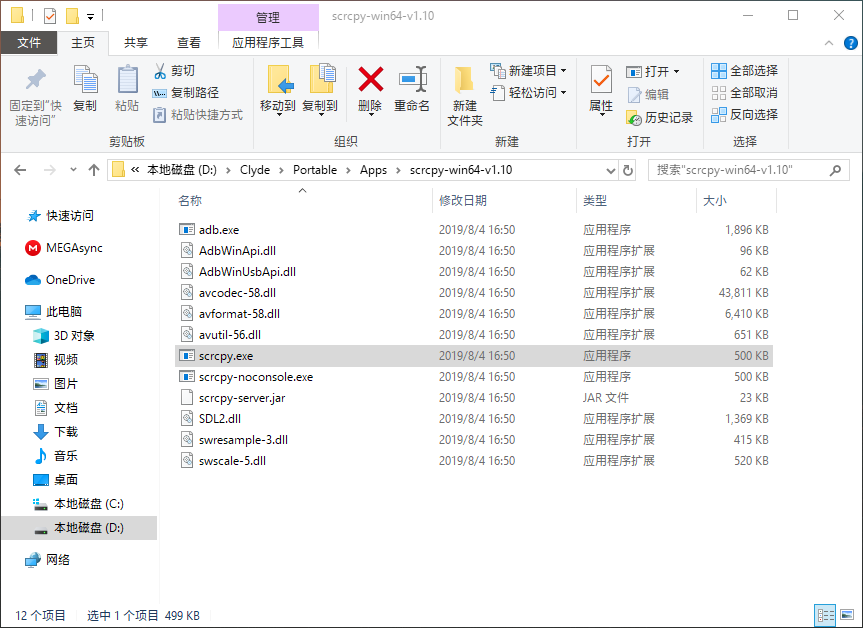 管理
scrcpy-win64-v1.10
文件
主页
共享
查看
应用程序工具
固定到“快
速访问”
复制
粘贴
剪切
复制路径
粘贴快捷方式
剪贴板
移动到
复制到
删除
重命名
组织
新建
文件夹
新建项目
轻松访问
新建
属性
打开
编辑
历史记录
打开
全部选择
全部取消
反向选择
选择
« 本地磁盘 (D:) › Clyde › Portable › Apps › scrcpy-win64-v1.10
搜索"scrcpy-win64-v1.10"
快速访问
MEGAsync
OneDrive
此电脑
3D 对象
视频
图片
文档
下载
音乐
桌面
本地磁盘 (C:)
本地磁盘 (D:)
网络
名称 修改日期 类型 大小
adb.exe 2019/8/4 16:50 应用程序 1,896 KB
AdbWinApi.dll 2019/8/4 16:50 应用程序扩展 96 KB
AdbWinUsbApi.dll 2019/8/4 16:50 应用程序扩展 62 KB
avcodec-58.dll 2019/8/4 16:50 应用程序扩展 43,811 KB
avformat-58.dll 2019/8/4 16:50 应用程序扩展 6,410 KB
avutil-56.dll 2019/8/4 16:50 应用程序扩展 651 KB
scrcpy.exe 2019/8/4 16:50 应用程序 500 KB
scrcpy-noconsole.exe 2019/8/4 16:50 应用程序 500 KB
scrcpy-server.jar 2019/8/4 16:50 JAR 文件 23 KB
SDL2.dll 2019/8/4 16:50 应用程序扩展 1,369 KB
swresample-3.dll 2019/8/4 16:50 应用程序扩展 415 KB
swscale-5.dll 2019/8/4 16:50 应用程序扩展 520 KB
12 个项目 选中 1 个项目 499 KB